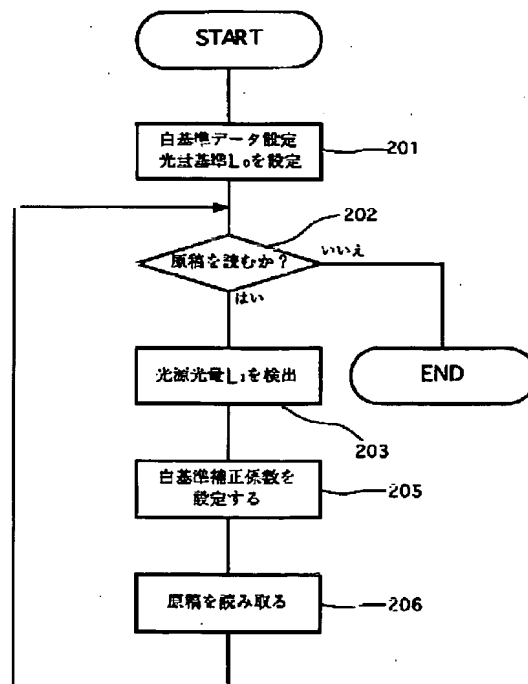 START
白基準データ設定
光量基準L₀を設定
201
202
原稿を読むか?
いいえ
はい
光源光量L₁を検出
END
203
白基準補正係数を
設定する
205
原稿を読み取る
206